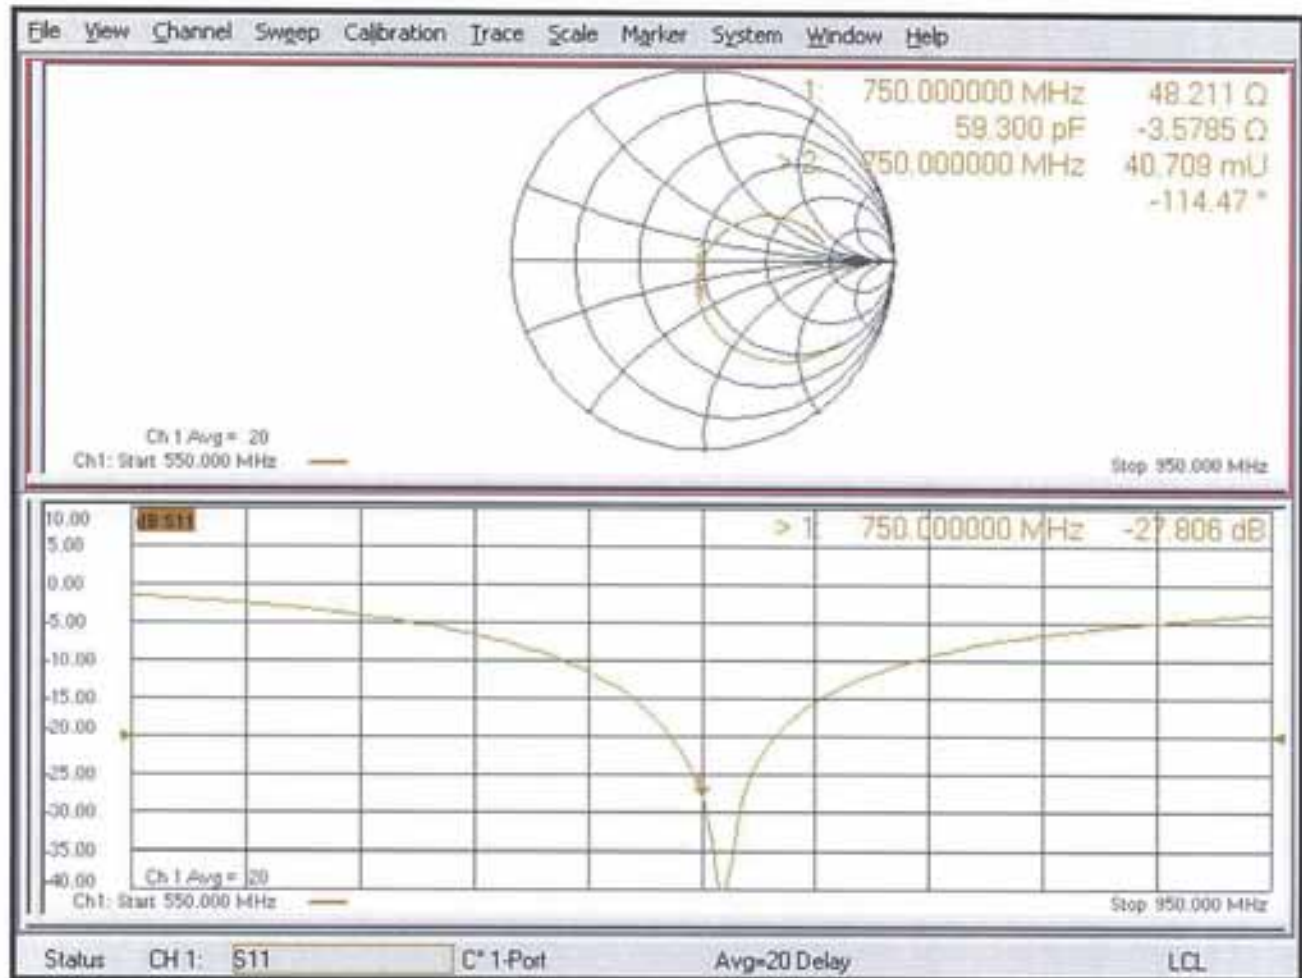 File View Channel Sweep Calibration Trace Scale Marker System Window Help
1: 750.000000 MHz 48.211 Ω
59.300 pF -3.5785 Ω
> 2: 750.000000 MHz 40.709 mU
-114.47 °
Ch 1 Avg = 20
Ch1: Start 550.000 MHz
Stop 950.000 MHz
10.00
5.00
0.00
-5.00
-10.00
-15.00
-20.00
-25.00
-30.00
-35.00
-40.00
dB S11
> 1: 750.000000 MHz -27.806 dB
Ch 1 Avg = 20
Ch1: Start 550.000 MHz
Stop 950.000 MHz
Status CH 1: S11 C* 1-Port Avg=20 Delay LCL